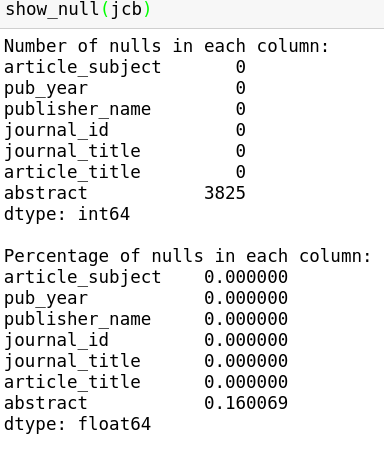 show_null(jcb)
Number of nulls in each column:
article_subject 0
pub_year 0
publisher_name 0
journal_id 0
journal_title 0
article_title 0
abstract 3825
dtype: int64
Percentage of nulls in each column:
article_subject 0.000000
pub_year 0.000000
publisher_name 0.000000
journal_id 0.000000
journal_title 0.000000
article_title 0.000000
abstract 0.160069
dtype: float64